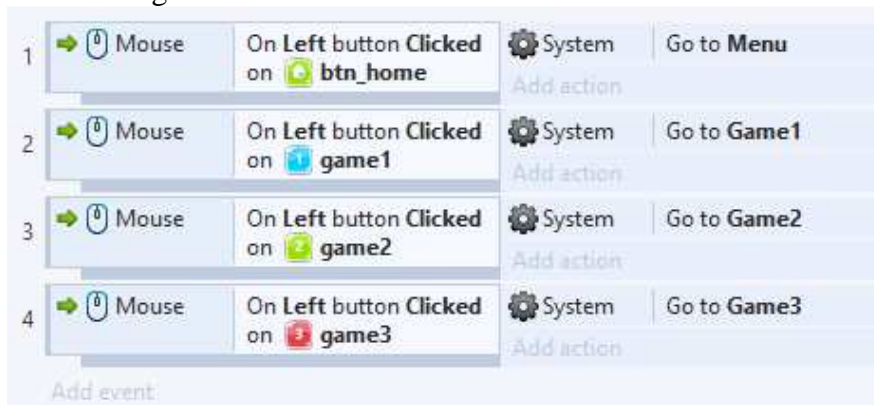 1 Mouse On Left button Clicked on btn_home System Go to Menu
Add action
2 Mouse On Left button Clicked on 1 game1 System Go to Game1
Add action
3 Mouse On Left button Clicked on 2 game2 System Go to Game2
Add action
4 Mouse On Left button Clicked on 3 game3 System Go to Game3
Add action
Add event